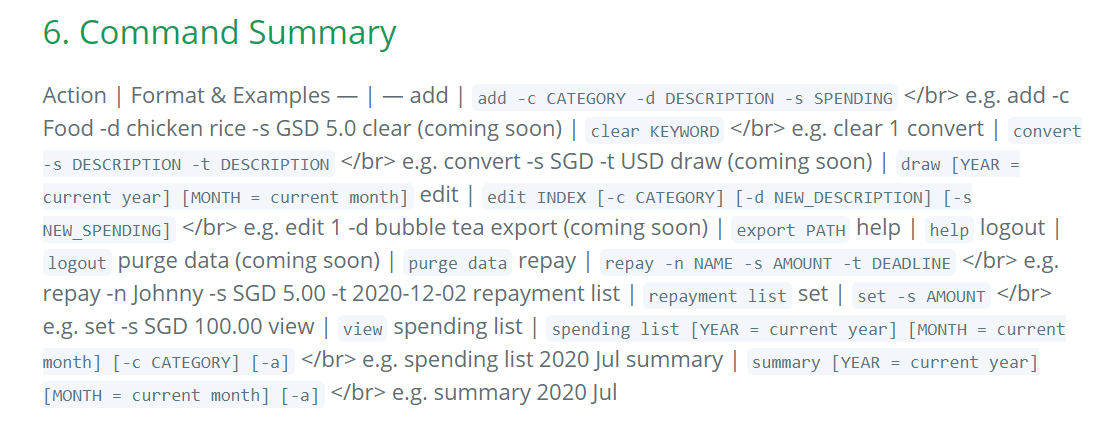 6. Command Summary
Action | Format & Examples — | — add | add -c CATEGORY -d DESCRIPTION -s SPENDING </br> e.g. add -c
Food -d chicken rice -s GSD 5.0 clear (coming soon) | clear KEYWORD </br> e.g. clear 1 convert | convert
-s DESCRIPTION -t DESCRIPTION </br> e.g. convert -s SGD -t USD draw (coming soon) | draw [YEAR =
current year] [MONTH = current month] edit | edit INDEX [-c CATEGORY] [-d NEW_DESCRIPTION] [-s
NEW_SPENDING] </br> e.g. edit 1 -d bubble tea export (coming soon) | export PATH help | help logout |
logout purge data (coming soon) | purge data repay | repay -n NAME -s AMOUNT -t DEADLINE </br> e.g.
repay -n Johnny -s SGD 5.00 -t 2020-12-02 repayment list | repayment list set | set -s AMOUNT </br>
e.g. set -s SGD 100.00 view | view spending list | spending list [YEAR = current year] [MONTH = current
month] [-c CATEGORY] [-a] </br> e.g. spending list 2020 Jul summary | summary [YEAR = current year]
[MONTH = current month] [-a] </br> e.g. summary 2020 Jul